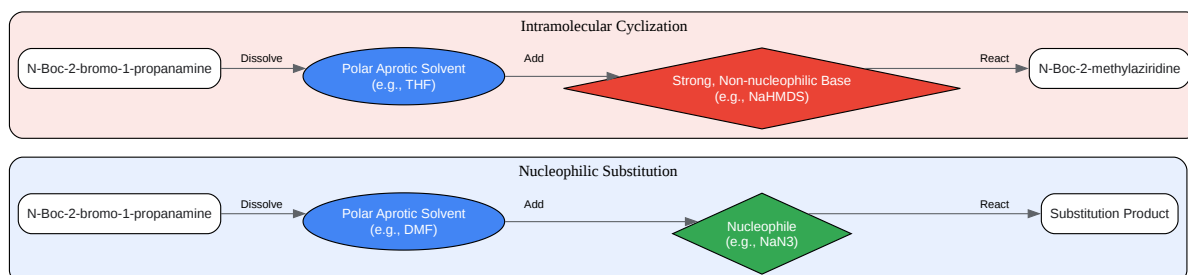 Intramolecular Cyclization
N-Boc-2-bromo-1-propanamine
Dissolve
Polar Aprotic Solvent
(e.g., THF)
Add
Strong, Non-nucleophilic Base
(e.g., NaHMDS)
React
N-Boc-2-methylaziridine
Nucleophilic Substitution
N-Boc-2-bromo-1-propanamine
Dissolve
Polar Aprotic Solvent
(e.g., DMF)
Add
Nucleophile
(e.g., NaN3)
React
Substitution Product